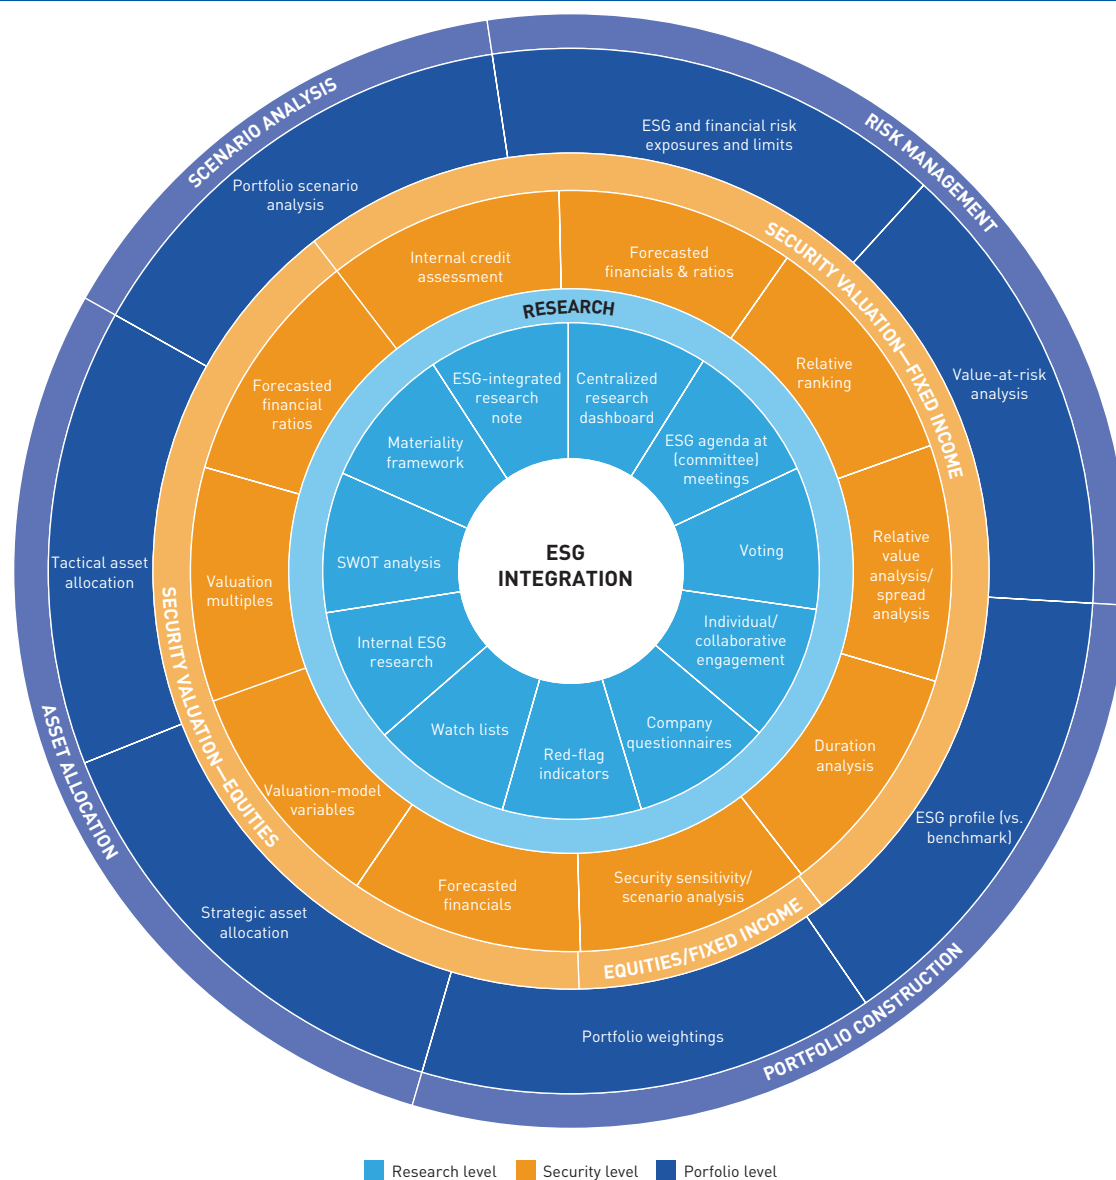 SCENARIO ANALYSIS
RISK MANAGEMENT
ESG and financial risk
exposures and limits
Portfolio scenario
analysis
Value-at-risk
analysis
Tactical asset
allocation
ESG profile (vs.
benchmark)
Strategic asset
allocation
Portfolio weightings
ASSET ALLOCATION
PORTFOLIO CONSTRUCTION
SECURITY VALUATION—FIXED INCOME
SECURITY VALUATION—EQUITIES
EQUITIES/FIXED INCOME
Internal credit
assessment
Forecasted
financials & ratios
Relative
ranking
Forecasted
financial
ratios
Relative
value
analysis/
spread
analysis
Valuation
multiples
Duration
analysis
Valuation-model
variables
Forecasted
financials
Security sensitivity/
scenario analysis
RESEARCH
ESG-integrated
research
note
Centralized
research
dashboard
Materiality
framework
ESG agenda at
(committee)
meetings
SWOT analysis
Voting
Internal ESG
research
Individual/
collaborative
engagement
Watch lists
Red-flag
indicators
Company
questionnaires
ESG
INTEGRATION
Research level
Security level
Porfolio level